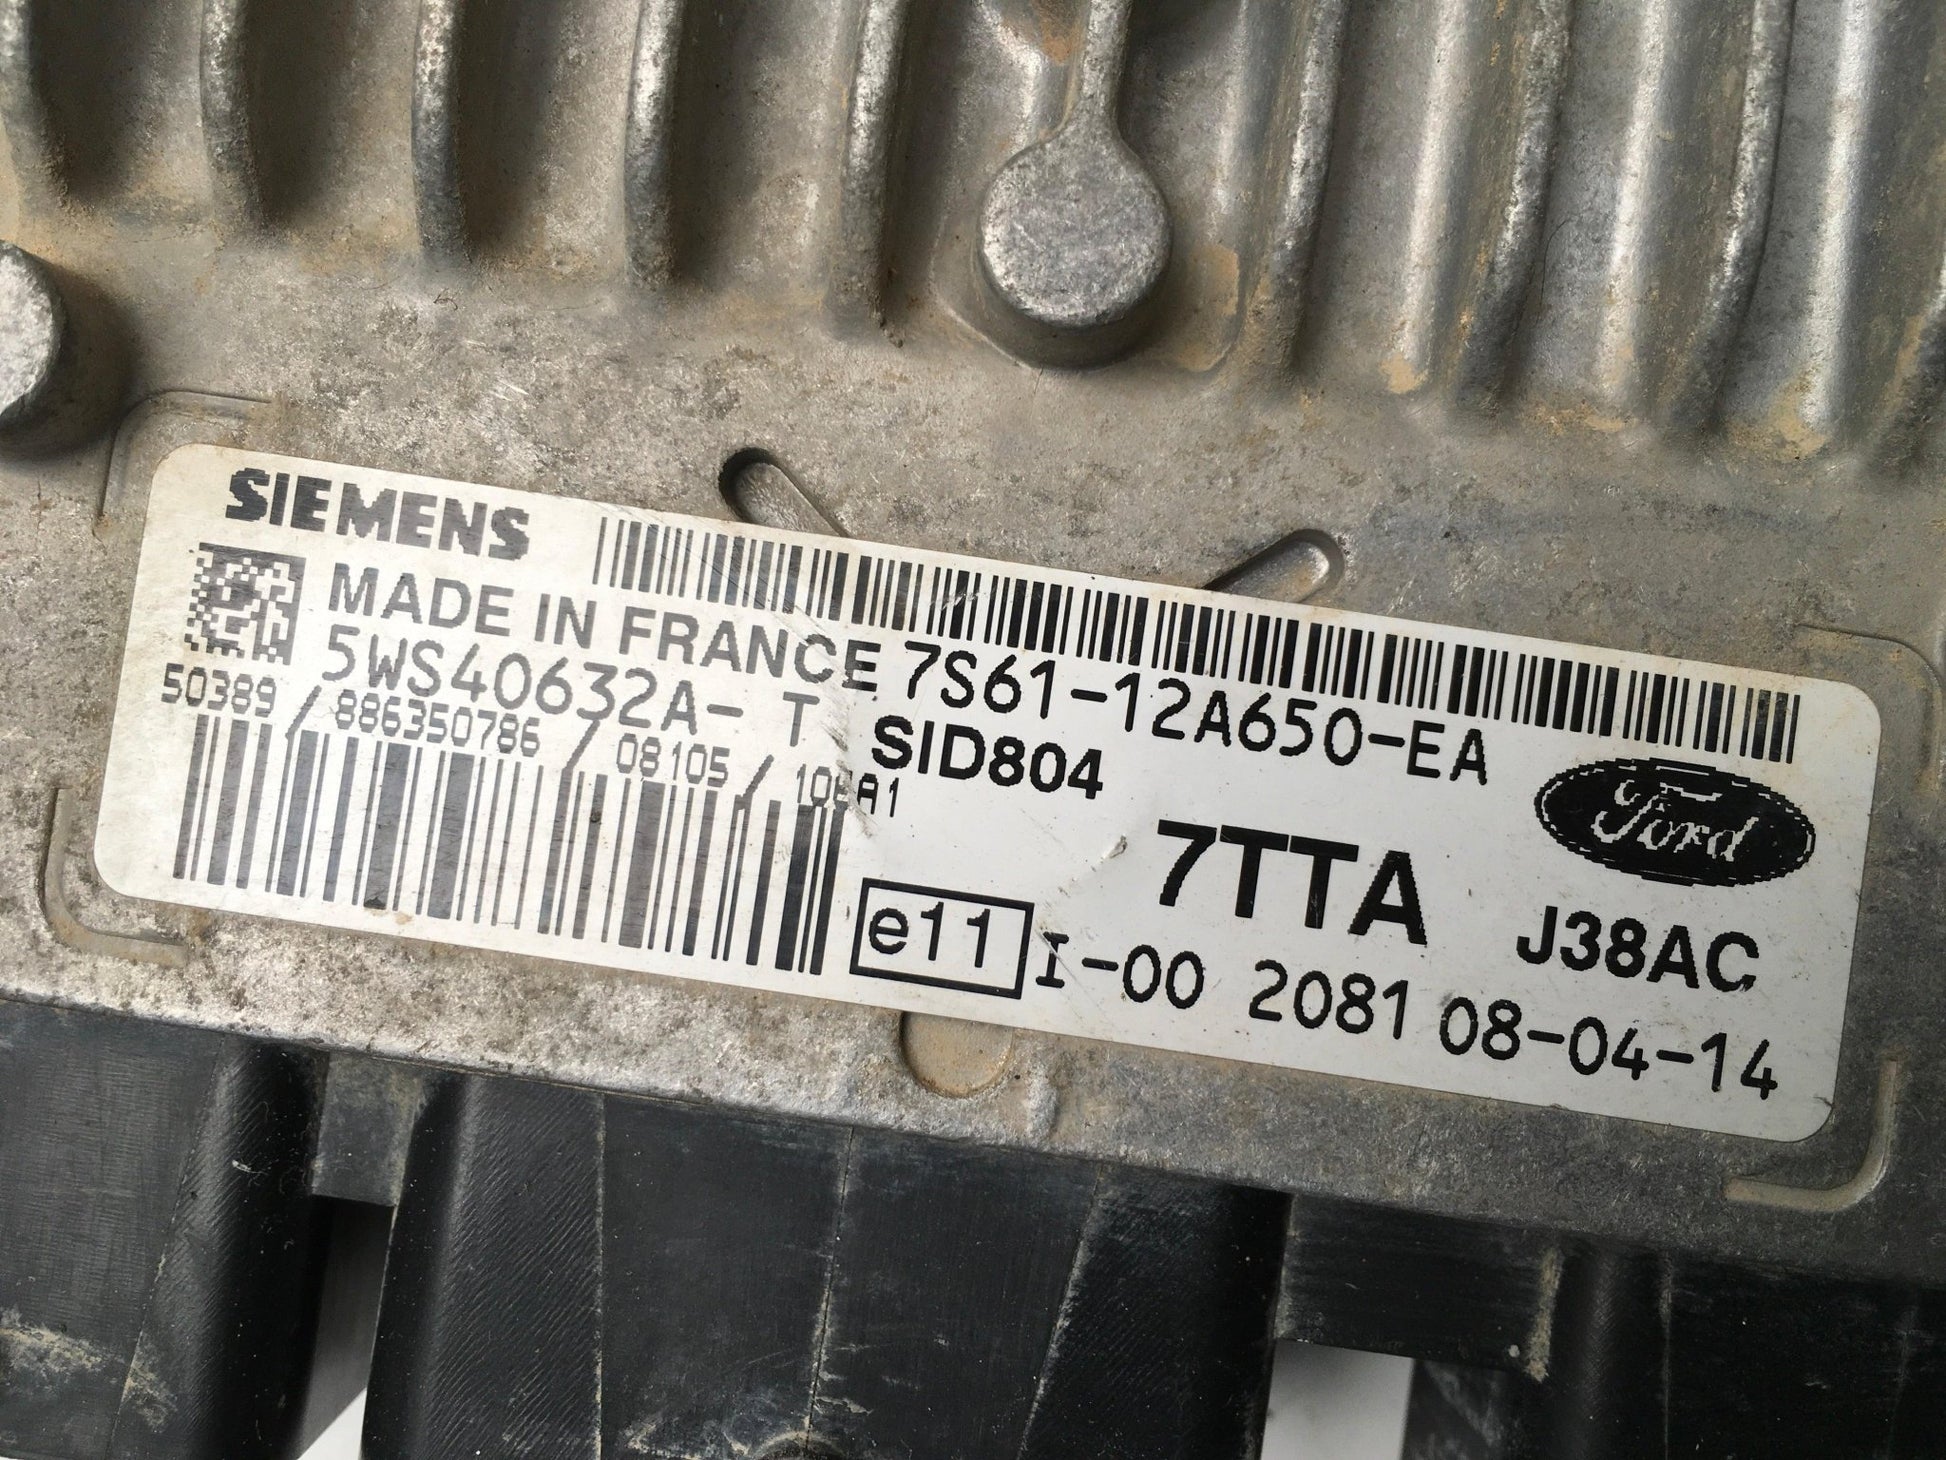 SIEMENS
MADE IN FRANCE 7S61-12A650-EA
5WS40632A- T SID804
50389 / 886350786 / 08105 /
7TTA Ford
J38AC
e11 I-00 2081 08-04-14